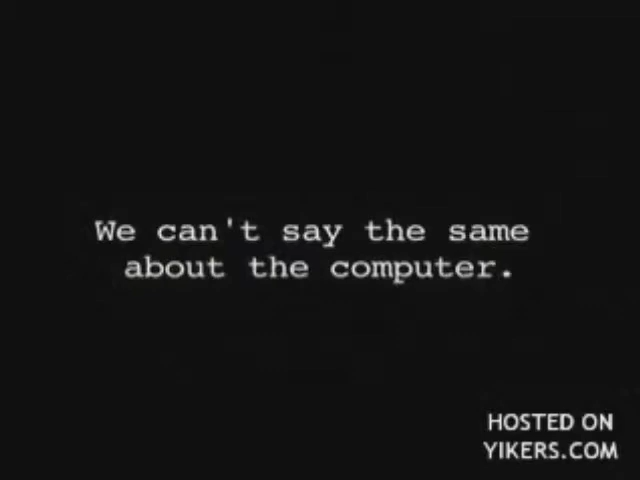 We can't say the same
about the computer.
HOSTED ON
YIKERS.COM